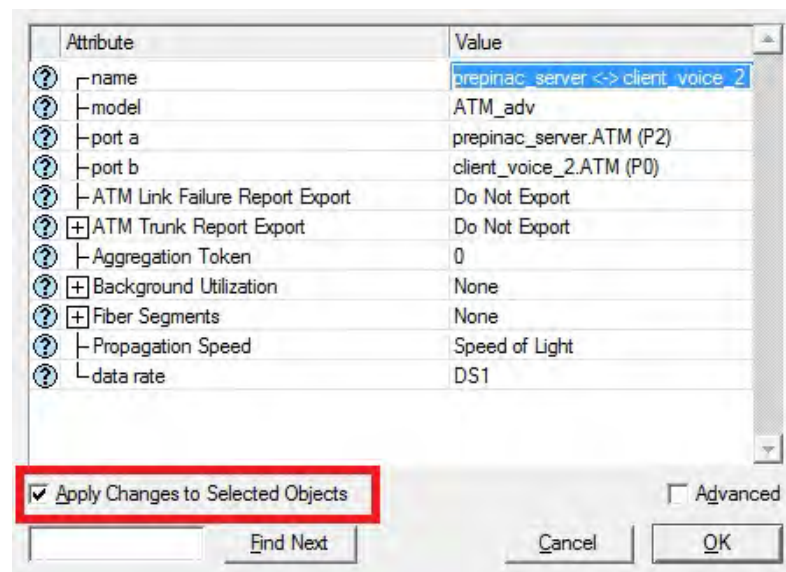 Attribute Value
name prepinac_server <-> client_voice_2
model ATM_adv
port a prepinac_server.ATM (P2)
port b client_voice_2.ATM (P0)
ATM Link Failure Report Export Do Not Export
ATM Trunk Report Export Do Not Export
Aggregation Token 0
Background Utilization None
Fiber Segments None
Propagation Speed Speed of Light
data rate DS1
Apply Changes to Selected Objects Advanced
Find Next Cancel OK